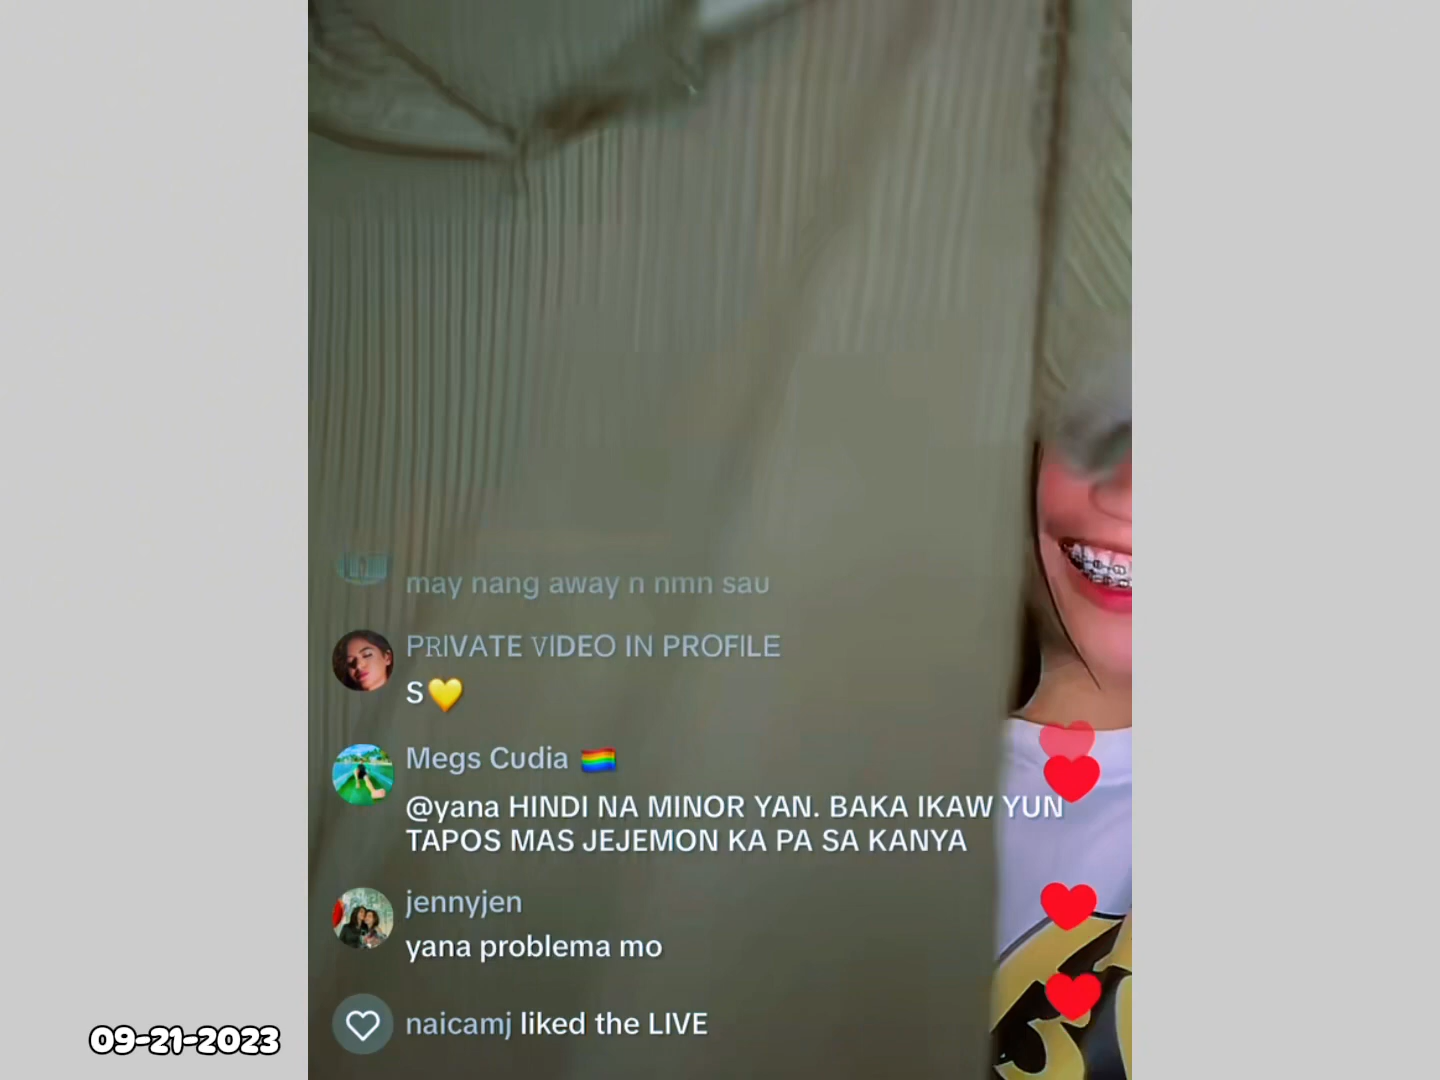 may nang away n nmn sau
PRIVATE VIDEO IN PROFILE
S💛
Megs Cudia 🏳️‍🌈
@yana HINDI NA MINOR YAN. BAKA IKAW YUN
TAPOS MAS JEJEMON KA PA SA KANYA
jennyjen
yana problema mo
naicamj liked the LIVE
09-21-2023